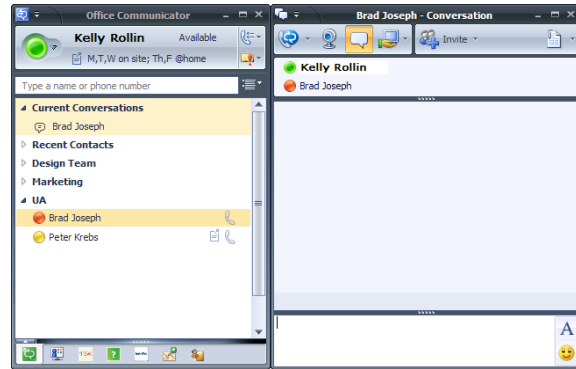 Office Communicator
Kelly Rollin Available
M,T,W on site; Th,F @home
Type a name or phone number
Current Conversations
Brad Joseph
Recent Contacts
Design Team
Marketing
UA
Brad Joseph
Peter Krebs
Brad Joseph - Conversation
Invite
Kelly Rollin
Brad Joseph
A